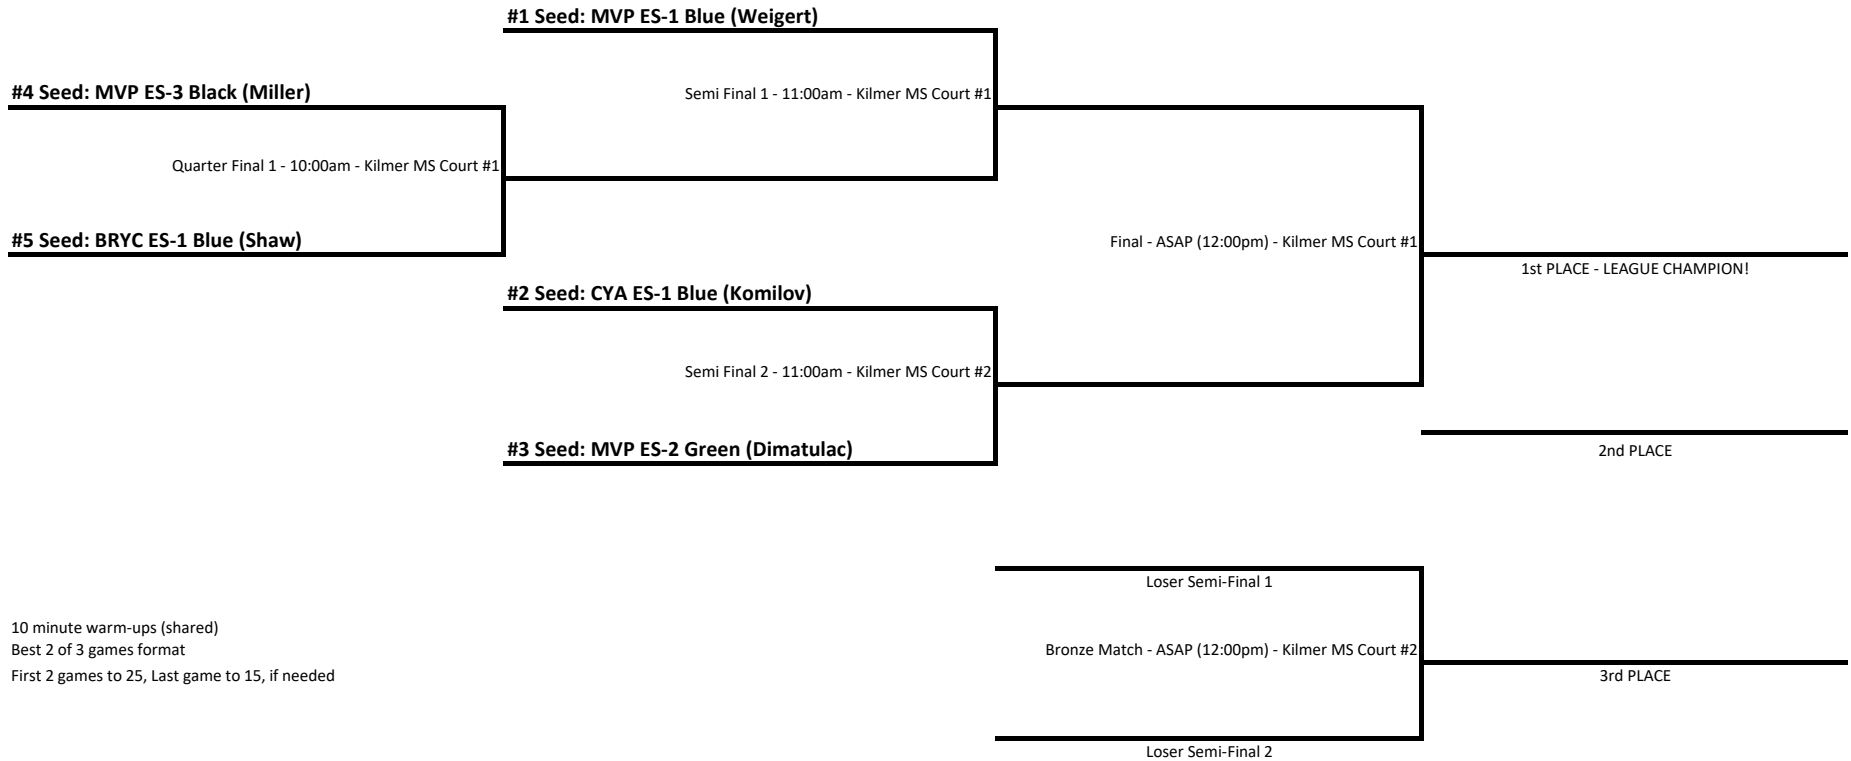 #1 Seed: MVP ES-1 Blue (Weigert)
#4 Seed: MVP ES-3 Black (Miller)
Semi Final 1 - 11:00am - Kilmer MS Court #1
Quarter Final 1 - 10:00am - Kilmer MS Court #1
#5 Seed: BRYC ES-1 Blue (Shaw)
Final - ASAP (12:00pm) - Kilmer MS Court #1
1st PLACE - LEAGUE CHAMPION!
#2 Seed: CYA ES-1 Blue (Komilov)
Semi Final 2 - 11:00am - Kilmer MS Court #2
#3 Seed: MVP ES-2 Green (Dimatulac)
2nd PLACE
Loser Semi-Final 1
10 minute warm-ups (shared)
Best 2 of 3 games format
Bronze Match - ASAP (12:00pm) - Kilmer MS Court #2
First 2 games to 25, Last game to 15, if needed
3rd PLACE
Loser Semi-Final 2